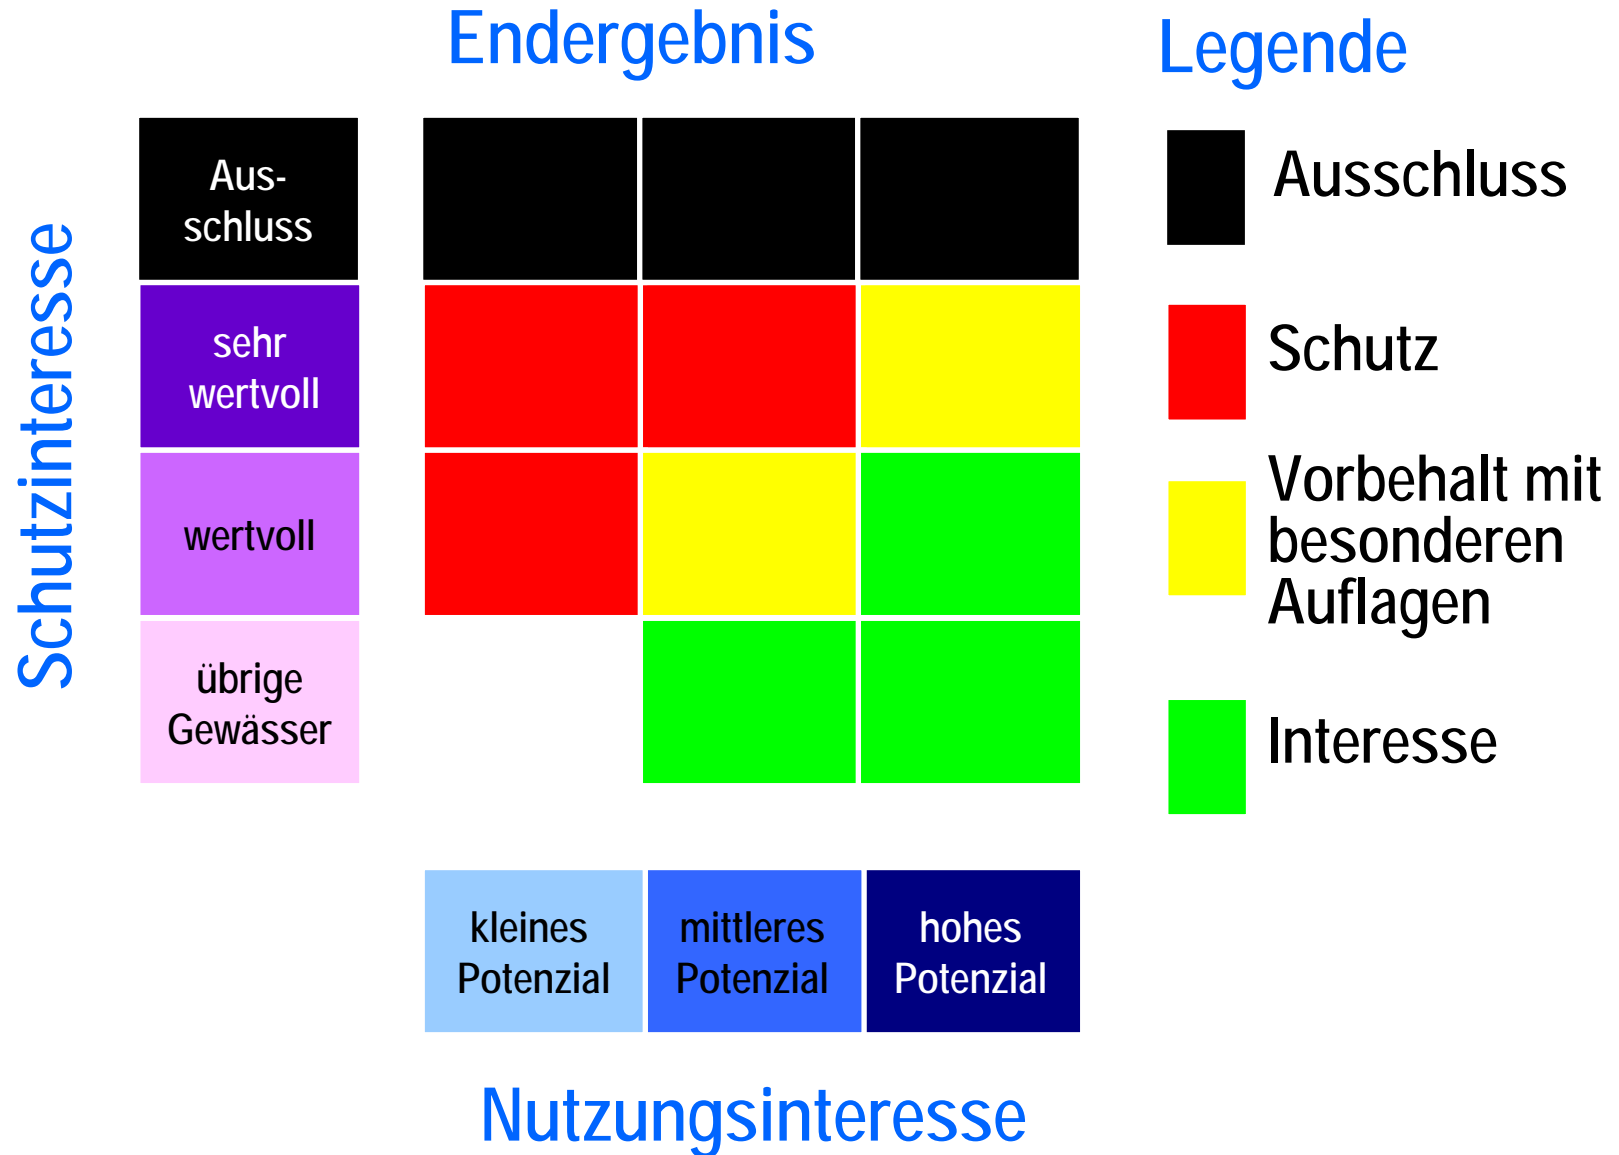 Endergebnis
Legende
Schutzinteresse
Aus-
schluss
sehr
wertvoll
wertvoll
übrige
Gewässer
kleines
Potenzial
mittleres
Potenzial
hohes
Potenzial
Nutzungsinteresse
Ausschluss
Schutz
Vorbehalt mit
besonderen
Auflagen
Interesse